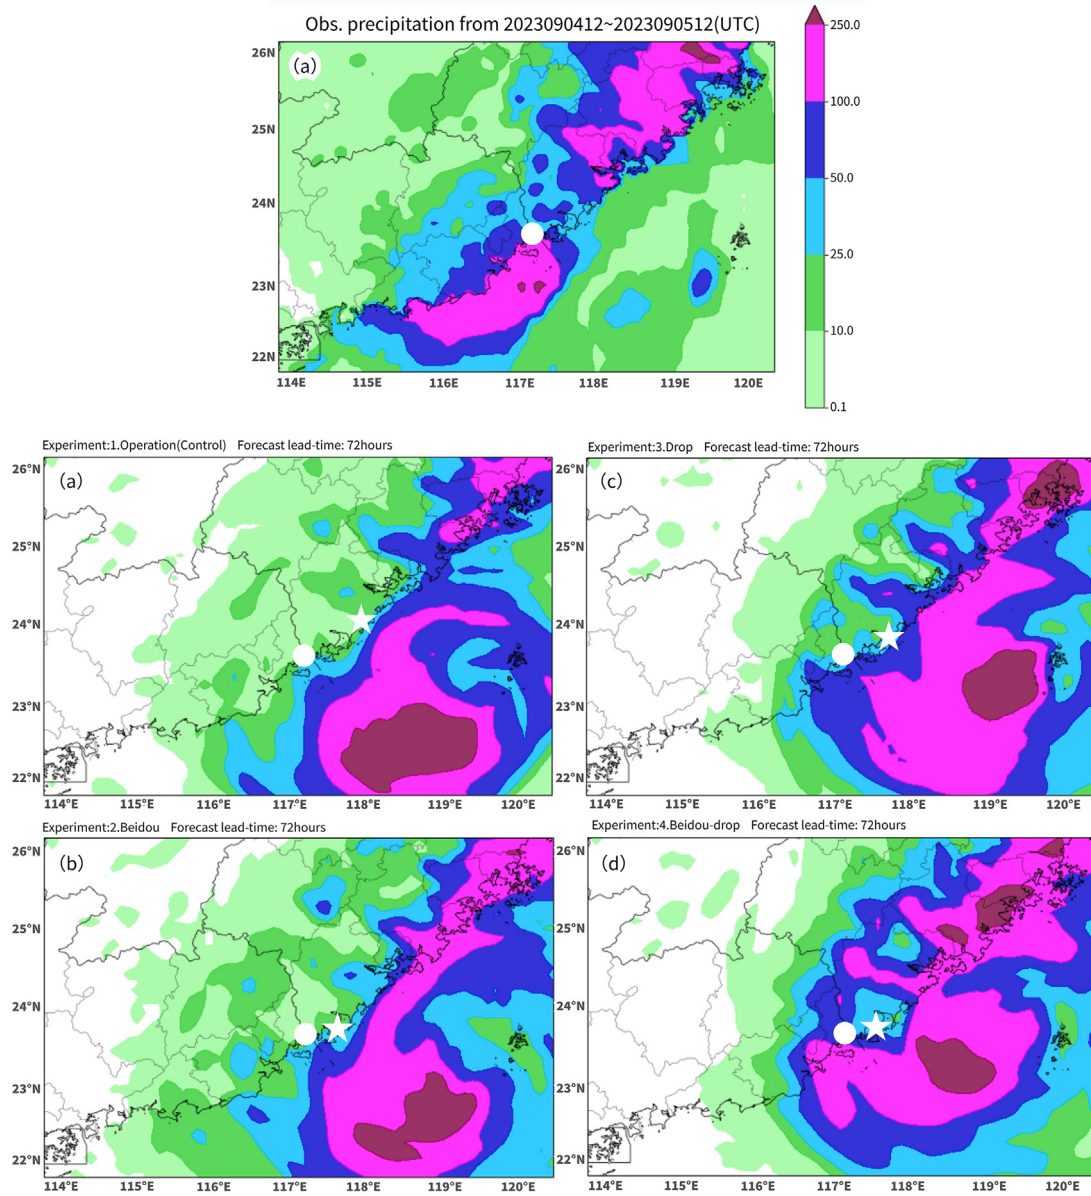 Obs. precipitation from 2023090412~2023090512(UTC)
(a)
26N
25N
24N
23N
22N
114E 115E 116E 117E 118E 119E 120E
250.0
100.0
50.0
25.0
10.0
0.1
Experiment:1.Operation(Control) Forecast lead-time: 72hours
(a)
26°N
25°N
24°N
23°N
22°N
114°E 115°E 116°E 117°E 118°E 119°E 120°E
Experiment:3.Drop Forecast lead-time: 72hours
(c)
26°N
25°N
24°N
23°N
22°N
114°E 115°E 116°E 117°E 118°E 119°E 120°E
Experiment:2.Beidou Forecast lead-time: 72hours
(b)
26°N
25°N
24°N
23°N
22°N
114°E 115°E 116°E 117°E 118°E 119°E 120°E
Experiment:4.Beidou-drop Forecast lead-time: 72hours
(d)
26°N
25°N
24°N
23°N
22°N
114°E 115°E 116°E 117°E 118°E 119°E 120°E